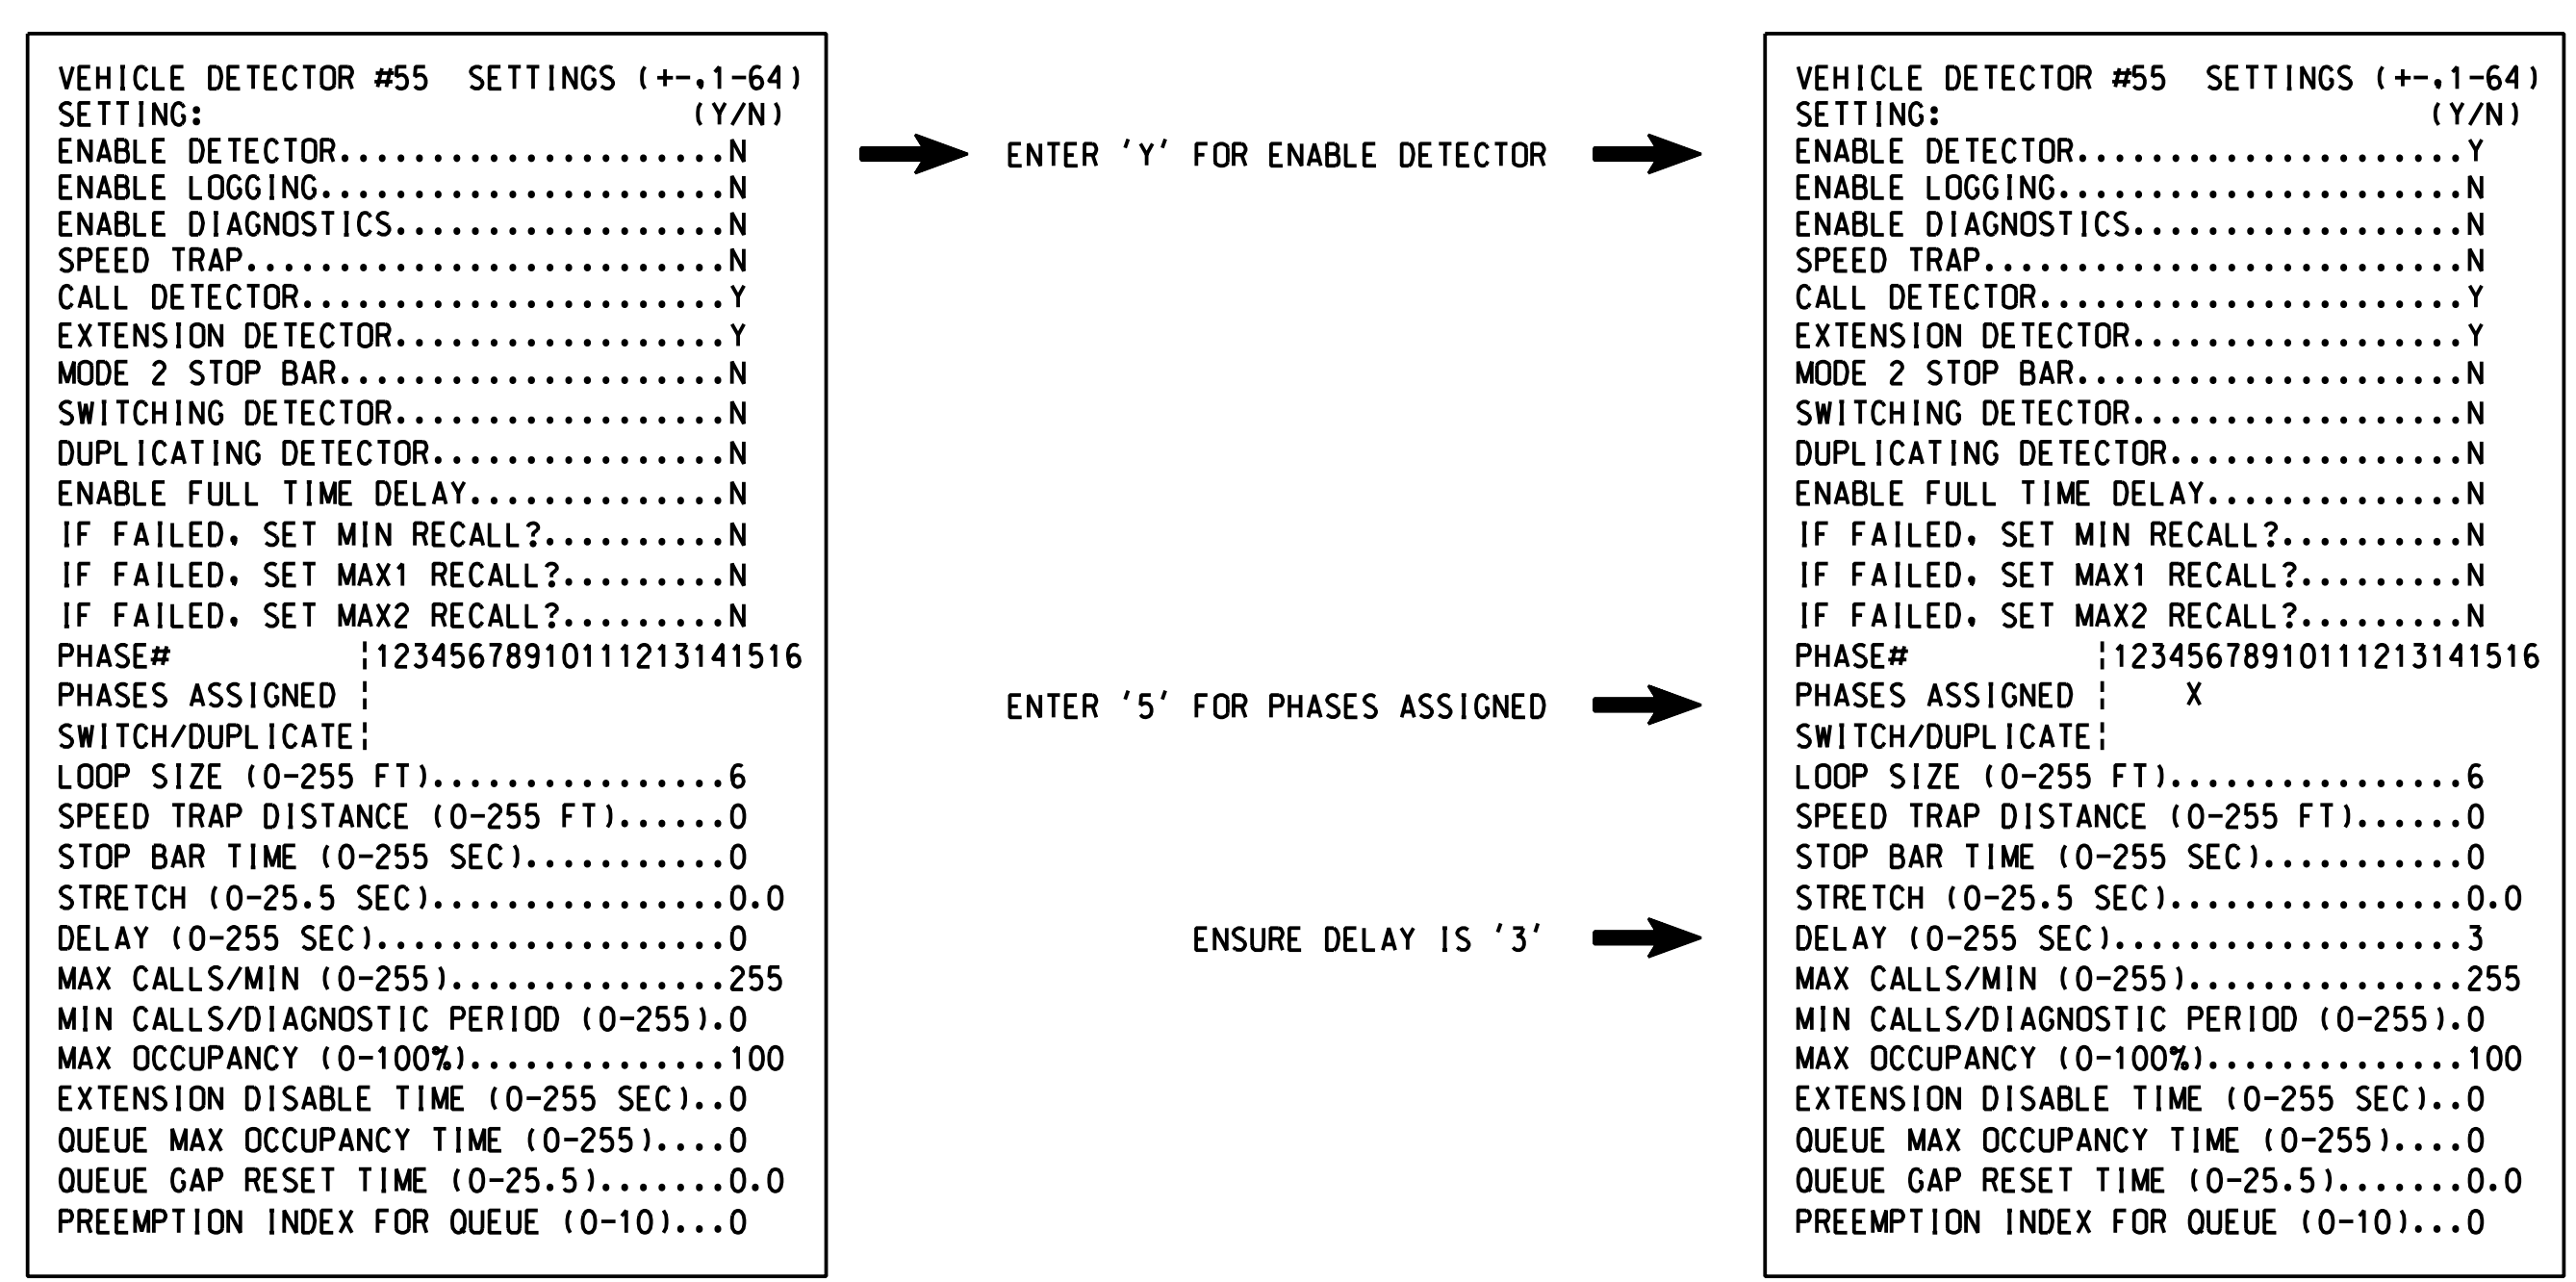 VEHICLE DETECTOR #55  SETTINGS (+-,1-64)
SETTING:                          (Y/N)
ENABLE DETECTOR.....................N
ENABLE LOGGING......................N
ENABLE DIAGNOSTICS..................N
SPEED TRAP..........................N
CALL DETECTOR.......................Y
EXTENSION DETECTOR..................Y
MODE 2 STOP BAR.....................N
SWITCHING DETECTOR..................N
DUPLICATING DETECTOR................N
ENABLE FULL TIME DELAY..............N
IF FAILED, SET MIN RECALL?..........N
IF FAILED, SET MAX1 RECALL?.........N
IF FAILED, SET MAX2 RECALL?.........N
PHASE#          ¦12345678910111213141516
PHASES ASSIGNED ¦
SWITCH/DUPLICATE¦
LOOP SIZE (0-255 FT)................6
SPEED TRAP DISTANCE (0-255 FT)......0
STOP BAR TIME (0-255 SEC)...........0
STRETCH (0-25.5 SEC)................0.0
DELAY (0-255 SEC)...................0
MAX CALLS/MIN (0-255)...............255
MIN CALLS/DIAGNOSTIC PERIOD (0-255).0
MAX OCCUPANCY (0-100%)..............100
EXTENSION DISABLE TIME (0-255 SEC)..0
QUEUE MAX OCCUPANCY TIME (0-255)....0
QUEUE GAP RESET TIME (0-25.5).......0.0
PREEMPTION INDEX FOR QUEUE (0-10)...0
ENTER 'Y' FOR ENABLE DETECTOR
ENTER '5' FOR PHASES ASSIGNED
ENSURE DELAY IS '3'
VEHICLE DETECTOR #55  SETTINGS (+-,1-64)
SETTING:                          (Y/N)
ENABLE DETECTOR.....................Y
ENABLE LOGGING......................N
ENABLE DIAGNOSTICS..................N
SPEED TRAP..........................N
CALL DETECTOR.......................Y
EXTENSION DETECTOR..................Y
MODE 2 STOP BAR.....................N
SWITCHING DETECTOR..................N
DUPLICATING DETECTOR................N
ENABLE FULL TIME DELAY..............N
IF FAILED, SET MIN RECALL?..........N
IF FAILED, SET MAX1 RECALL?.........N
IF FAILED, SET MAX2 RECALL?.........N
PHASE#          ¦12345678910111213141516
PHASES ASSIGNED ¦    X
SWITCH/DUPLICATE¦
LOOP SIZE (0-255 FT)................6
SPEED TRAP DISTANCE (0-255 FT)......0
STOP BAR TIME (0-255 SEC)...........0
STRETCH (0-25.5 SEC)................0.0
DELAY (0-255 SEC)...................3
MAX CALLS/MIN (0-255)...............255
MIN CALLS/DIAGNOSTIC PERIOD (0-255).0
MAX OCCUPANCY (0-100%)..............100
EXTENSION DISABLE TIME (0-255 SEC)..0
QUEUE MAX OCCUPANCY TIME (0-255)....0
QUEUE GAP RESET TIME (0-25.5).......0.0
PREEMPTION INDEX FOR QUEUE (0-10)...0